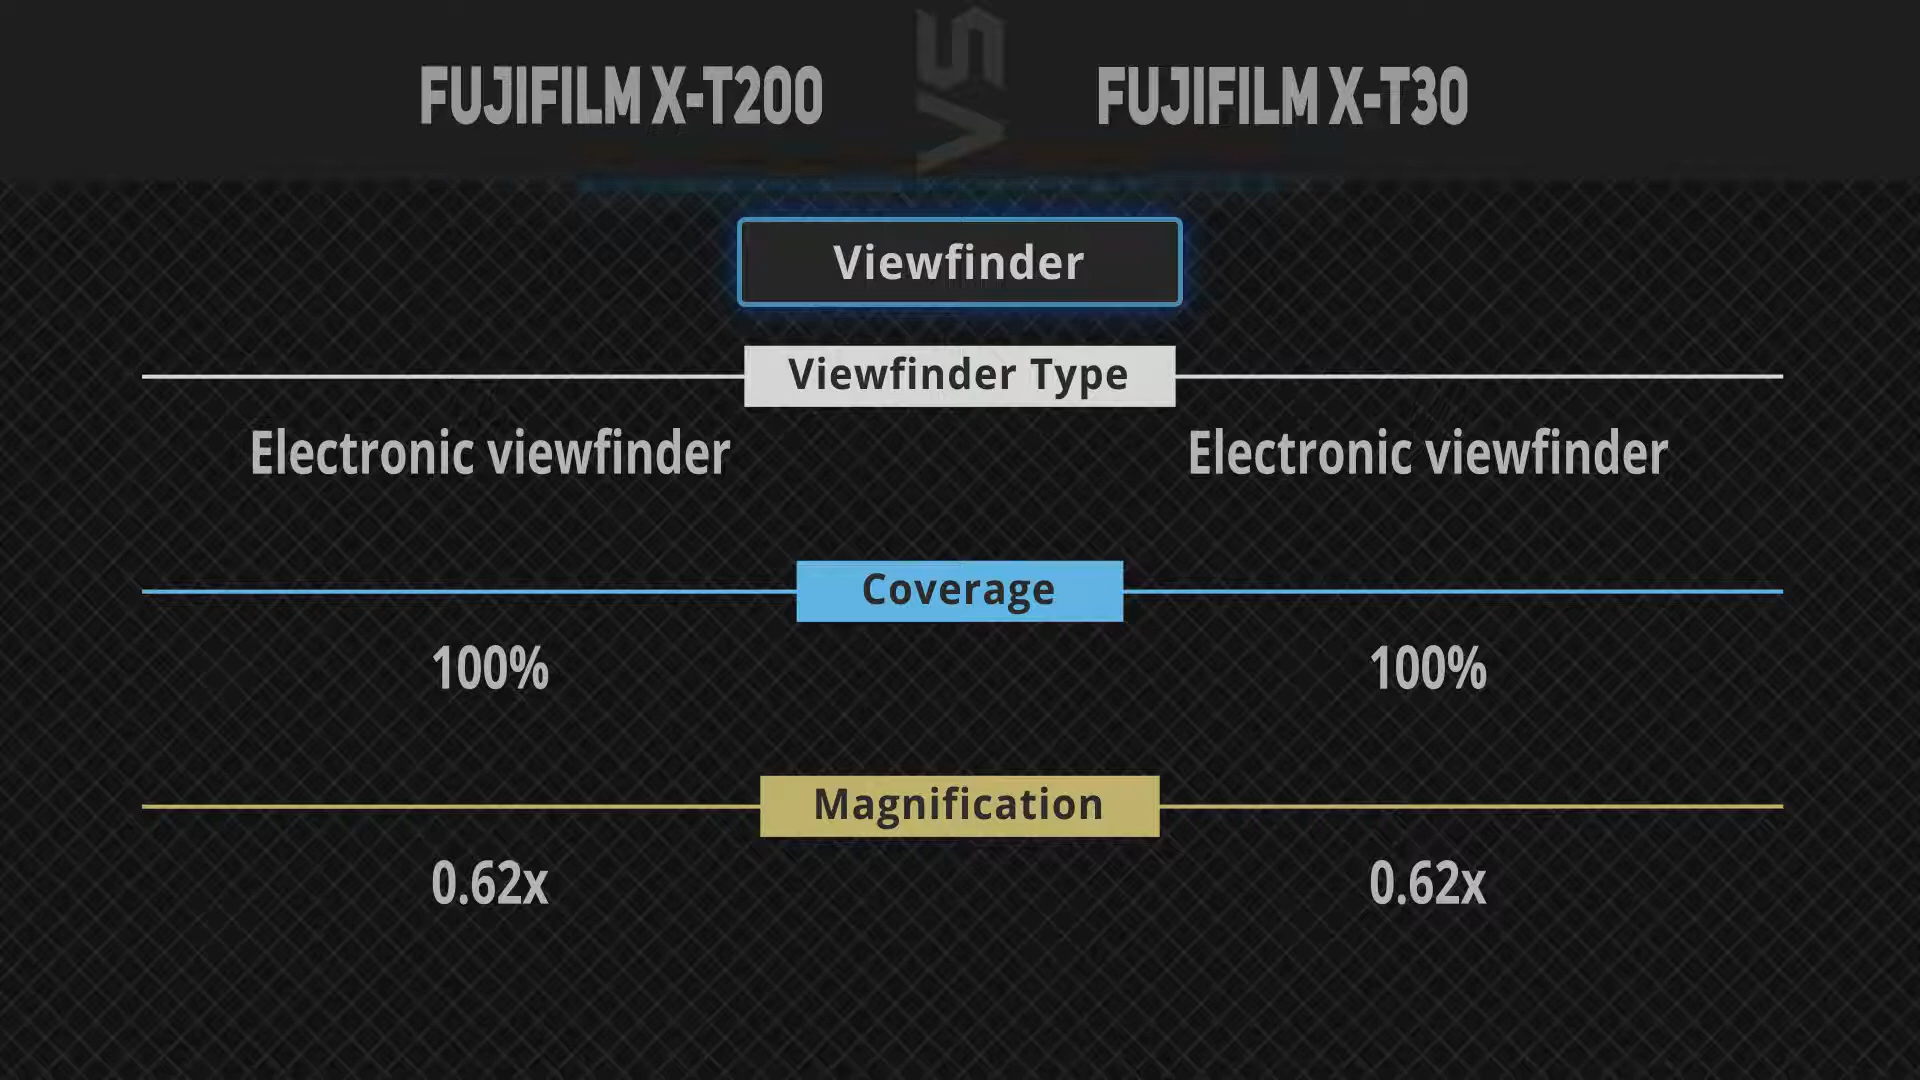 FUJIFILM X-T200
VS
FUJIFILM X-T30
Viewfinder
Viewfinder Type
Electronic viewfinder
Electronic viewfinder
Coverage
100%
100%
Magnification
0.62x
0.62x